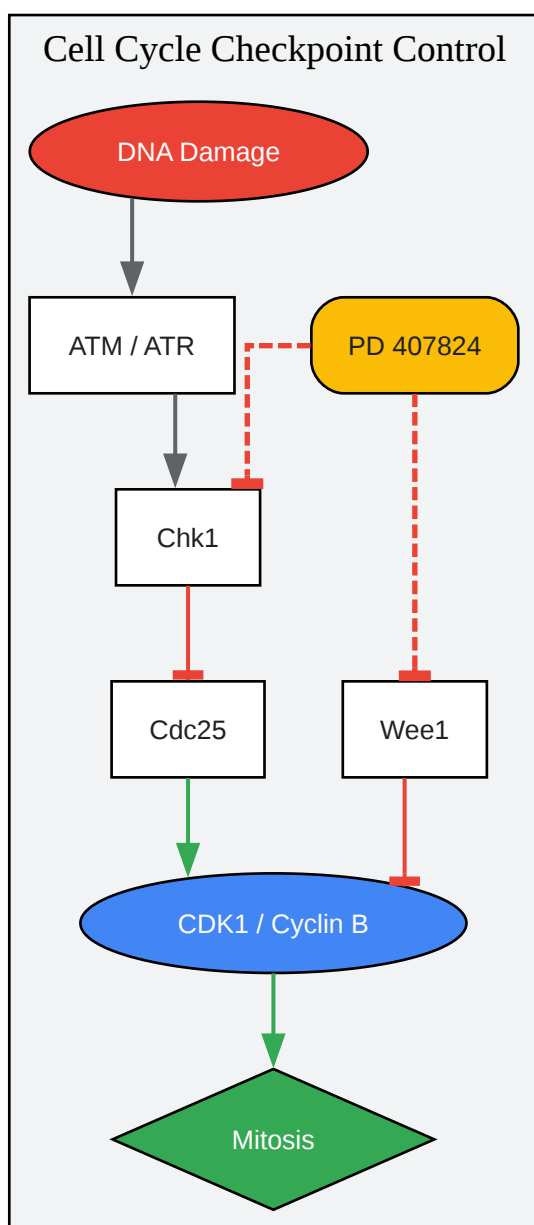 Cell Cycle Checkpoint Control
DNA Damage
ATM / ATR
PD 407824
Chk1
Cdc25
Wee1
CDK1 / Cyclin B
Mitosis